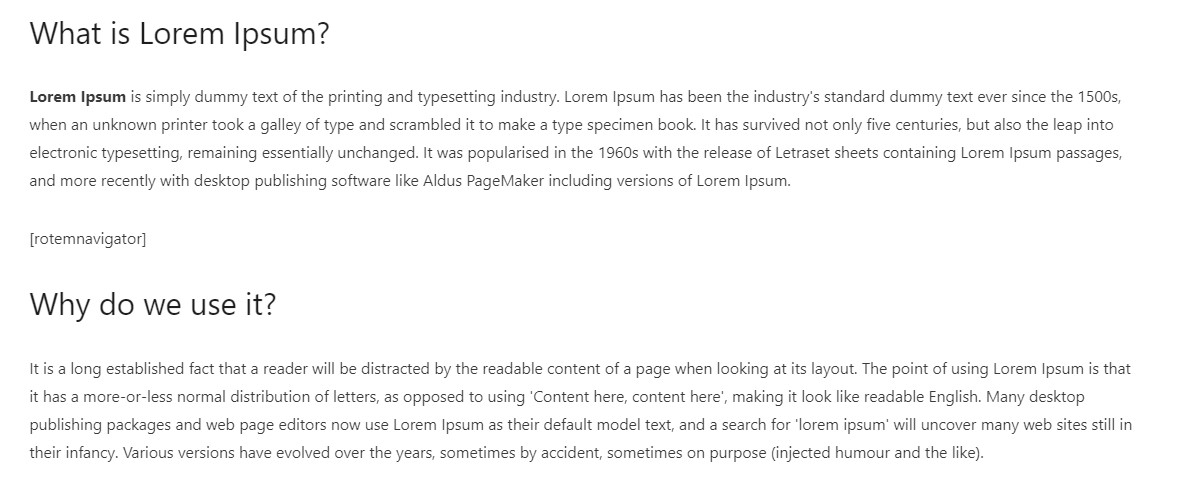 What is Lorem Ipsum?
Lorem Ipsum is simply dummy text of the printing and typesetting industry. Lorem Ipsum has been the industry's standard dummy text ever since the 1500s,
when an unknown printer took a galley of type and scrambled it to make a type specimen book. It has survived not only five centuries, but also the leap into
electronic typesetting, remaining essentially unchanged. It was popularised in the 1960s with the release of Letraset sheets containing Lorem Ipsum passages,
and more recently with desktop publishing software like Aldus PageMaker including versions of Lorem Ipsum.
[rotemnavigator]
Why do we use it?
It is a long established fact that a reader will be distracted by the readable content of a page when looking at its layout. The point of using Lorem Ipsum is that
it has a more-or-less normal distribution of letters, as opposed to using 'Content here, content here', making it look like readable English. Many desktop
publishing packages and web page editors now use Lorem Ipsum as their default model text, and a search for 'lorem ipsum' will uncover many web sites still in
their infancy. Various versions have evolved over the years, sometimes by accident, sometimes on purpose (injected humour and the like).